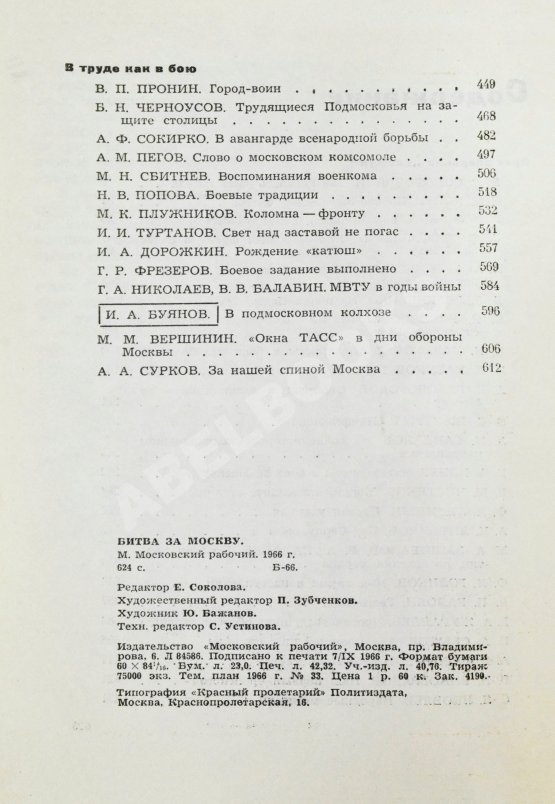 В труде как в бою
В. П. ПРОНИН. Город-воин . . . . . . . . . . 449
Б. Н. ЧЕРНОУСОВ. Трудящиеся Подмосковья на за-
щите столицы . . . . . . . . . . . . 468
А. Ф. СОКИРКО. В авангарде всенародной борьбы . . 482
А. М. ПЕГОВ. Слово о московском комсомоле . . . . 497
М. Н. СБИТНЕВ. Воспоминания военкома . . . . . 506
Н. В. ПОПОВА. Боевые традиции . . . . . . . . 518
М. К. ПЛУЖНИКОВ. Коломна — фронту . . . . . . 532
И. И. ТУРТАНОВ. Свет над заставой не погас . . . . 541
И. А. ДОРОЖКИН. Рождение «катюш» . . . . . . 557
Г. Р. ФРЕЗЕРОВ. Боевое задание выполнено . . . . 569
Г. А. НИКОЛАЕВ, В. В. БАЛАБИН. МВТУ в годы войны 584
И. А. БУЯНОВ. В подмосковном колхозе . . . . . 596
М. М. ВЕРШИНИН. «Окна ТАСС» в дни обороны
Москвы . . . . . . . . . . . . . . 606
А. А. СУРКОВ. За нашей спиной Москва . . . . . 612
БИТВА ЗА МОСКВУ.
М. Московский рабочий. 1966 г.
624 с. Б-66.
Редактор Е. Соколова.
Художественный редактор П. Зубченков.
Художник Ю. Бажанов.
Техн. редактор С. Устинова.
Издательство «Московский рабочий», Москва, пр. Владими-
рова, 6. Л 84586. Подписано к печати 7/IX 1966 г. Формат бумаги
60 × 84 1/16. Бум. л. 23,0. Печ. л. 42,32. Уч.-изд. л. 40,76. Тираж
75000 экз. Тем. план 1966 г. № 33. Цена 1 р. 60 к. Зак. 4190.
Типография «Красный пролетарий» Политиздата,
Москва, Краснопролетарская, 16.